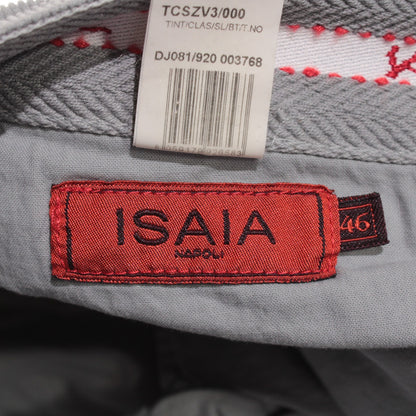 TCSZV3/000
TINT/CLAS/SL/BT/T.NO
DJ081/920 003768
ISAIA
NAPOLI
46